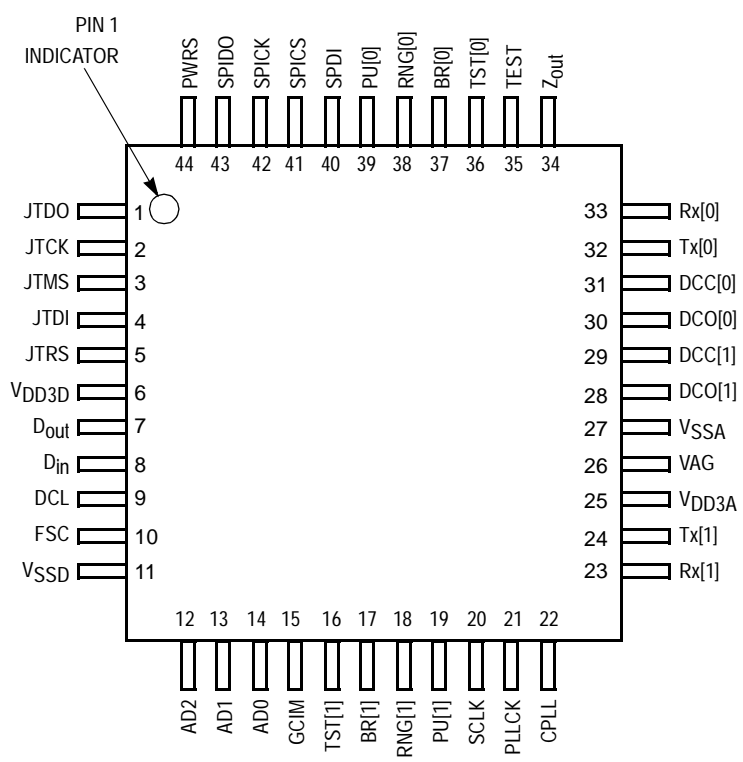 PIN 1
INDICATOR
PWRS
SPIDO
SPICK
SPICS
SPDI
PU[0]
RNG[0]
BR[0]
TST[0]
TEST
Zout
44 43 42 41 40 39 38 37 36 35 34
JTDO 1 33 Rx[0]
JTCK 2 32 Tx[0]
JTMS 3 31 DCC[0]
JTDI 4 30 DCO[0]
JTRS 5 29 DCC[1]
VDD3D 6 28 DCO[1]
Dout 7 27 VSSA
Din 8 26 VAG
DCL 9 25 VDD3A
FSC 10 24 Tx[1]
VSSD 11 23 Rx[1]
12 13 14 15 16 17 18 19 20 21 22
AD2
AD1
AD0
GCIM
TST[1]
BR[1]
RNG[1]
PU[1]
SCLK
PLLCK
CPLL